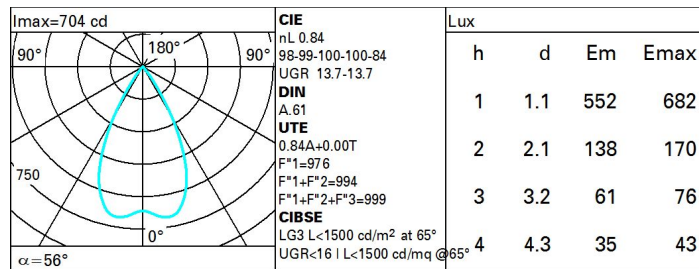 Imax=704 cd
90°
180°
90°
750
0°
α=56°
CIE
nL 0.84
98-99-100-100-84
UGR 13.7-13.7
DIN
A.61
UTE
0.84A+0.00T
F"1=976
F"1+F"2=994
F"1+F"2+F"3=999
CIBSE
LG3 L<1500 cd/m² at 65°
UGR<16 | L<1500 cd/mq @65°
Lux
h d Em Emax
1 1.1 552 682
2 2.1 138 170
3 3.2 61 76
4 4.3 35 43